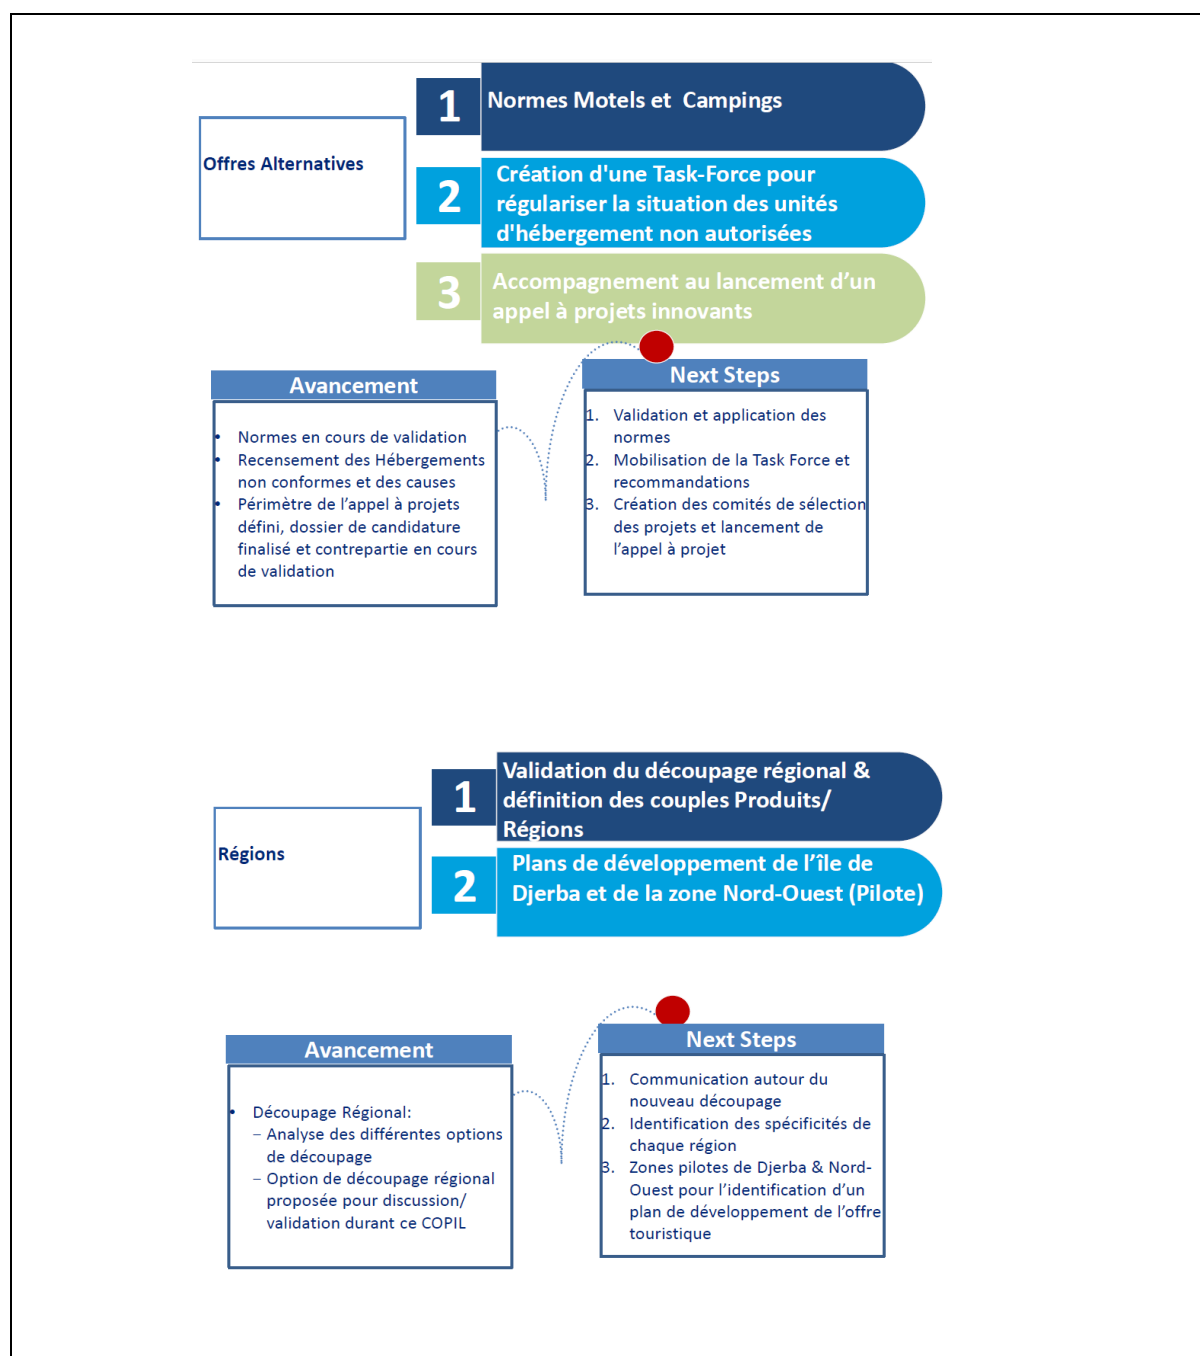 Offres Alternatives
1
Normes Motels et Campings
2
Création d'une Task-Force pour
régulariser la situation des unités
d'hébergement non autorisées
3
Accompagnement au lancement d’un
appel à projets innovants
Avancement
• Normes en cours de validation
• Recensement des Hébergements
non conformes et des causes
• Périmètre de l’appel à projets
défini, dossier de candidature
finalisé et contrepartie en cours
de validation
Next Steps
1. Validation et application des
normes
2. Mobilisation de la Task Force et
recommandations
3. Création des comités de sélection
des projets et lancement de
l’appel à projet
Régions
1
Validation du découpage régional &
définition des couples Produits/
Régions
2
Plans de développement de l’île de
Djerba et de la zone Nord-Ouest (Pilote)
Avancement
• Découpage Régional:
– Analyse des différentes options
de découpage
– Option de découpage régional
proposée pour discussion/
validation durant ce COPIL
Next Steps
1. Communication autour du
nouveau découpage
2. Identification des spécificités de
chaque région
3. Zones pilotes de Djerba & Nord-
Ouest pour l’identification d’un
plan de développement de l’offre
touristique